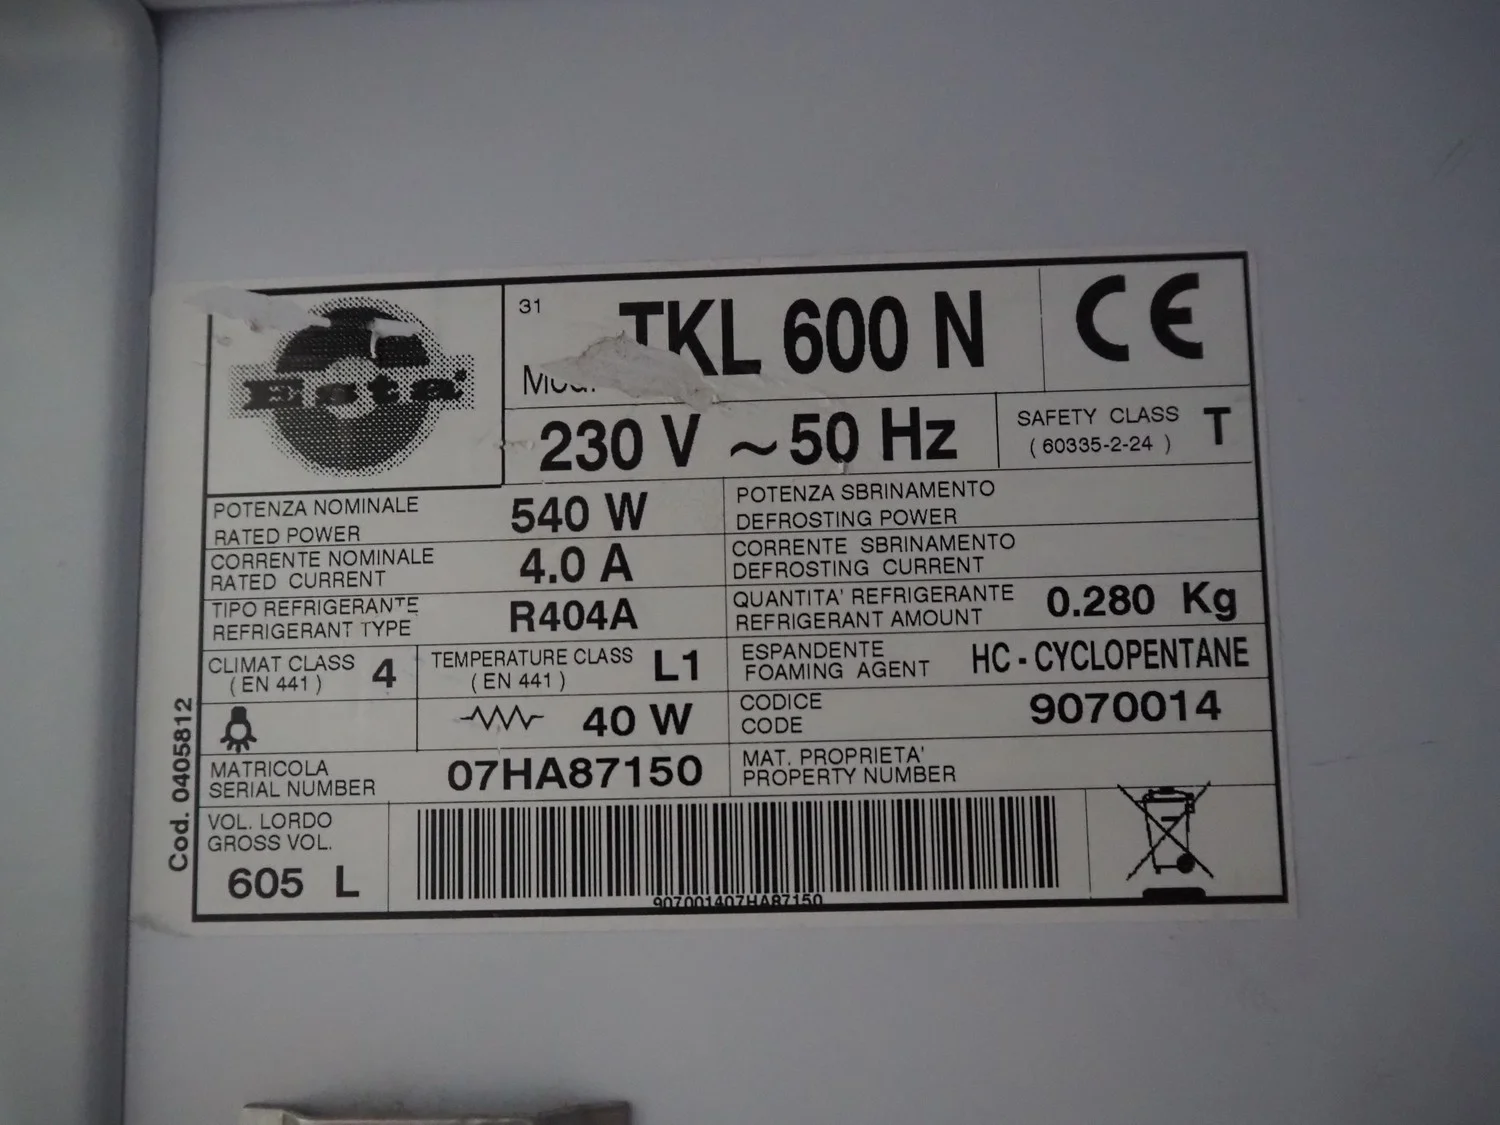 Esta
31
TKL 600 N
CE
230 V ~ 50 Hz
SAFETY CLASS
( 60335-2-24 )
T
POTENZA NOMINALE
RATED POWER
540 W
POTENZA SBRINAMENTO
DEFROSTING POWER
CORRENTE NOMINALE
RATED CURRENT
4.0 A
CORRENTE SBRINAMENTO
DEFROSTING CURRENT
TIPO REFRIGERANTE
REFRIGERANT TYPE
R404A
QUANTITA' REFRIGERANTE
REFRIGERANT AMOUNT
0.280 Kg
CLIMAT CLASS
( EN 441 )
4
TEMPERATURE CLASS
( EN 441 )
L1
ESPANDENTE
FOAMING AGENT
HC - CYCLOPENTANE
40 W
CODICE
CODE
9070014
MATRICOLA
SERIAL NUMBER
07HA87150
MAT. PROPRIETA'
PROPERTY NUMBER
VOL. LORDO
GROSS VOL.
605 L
907001407HA87150
Cod. 0405812